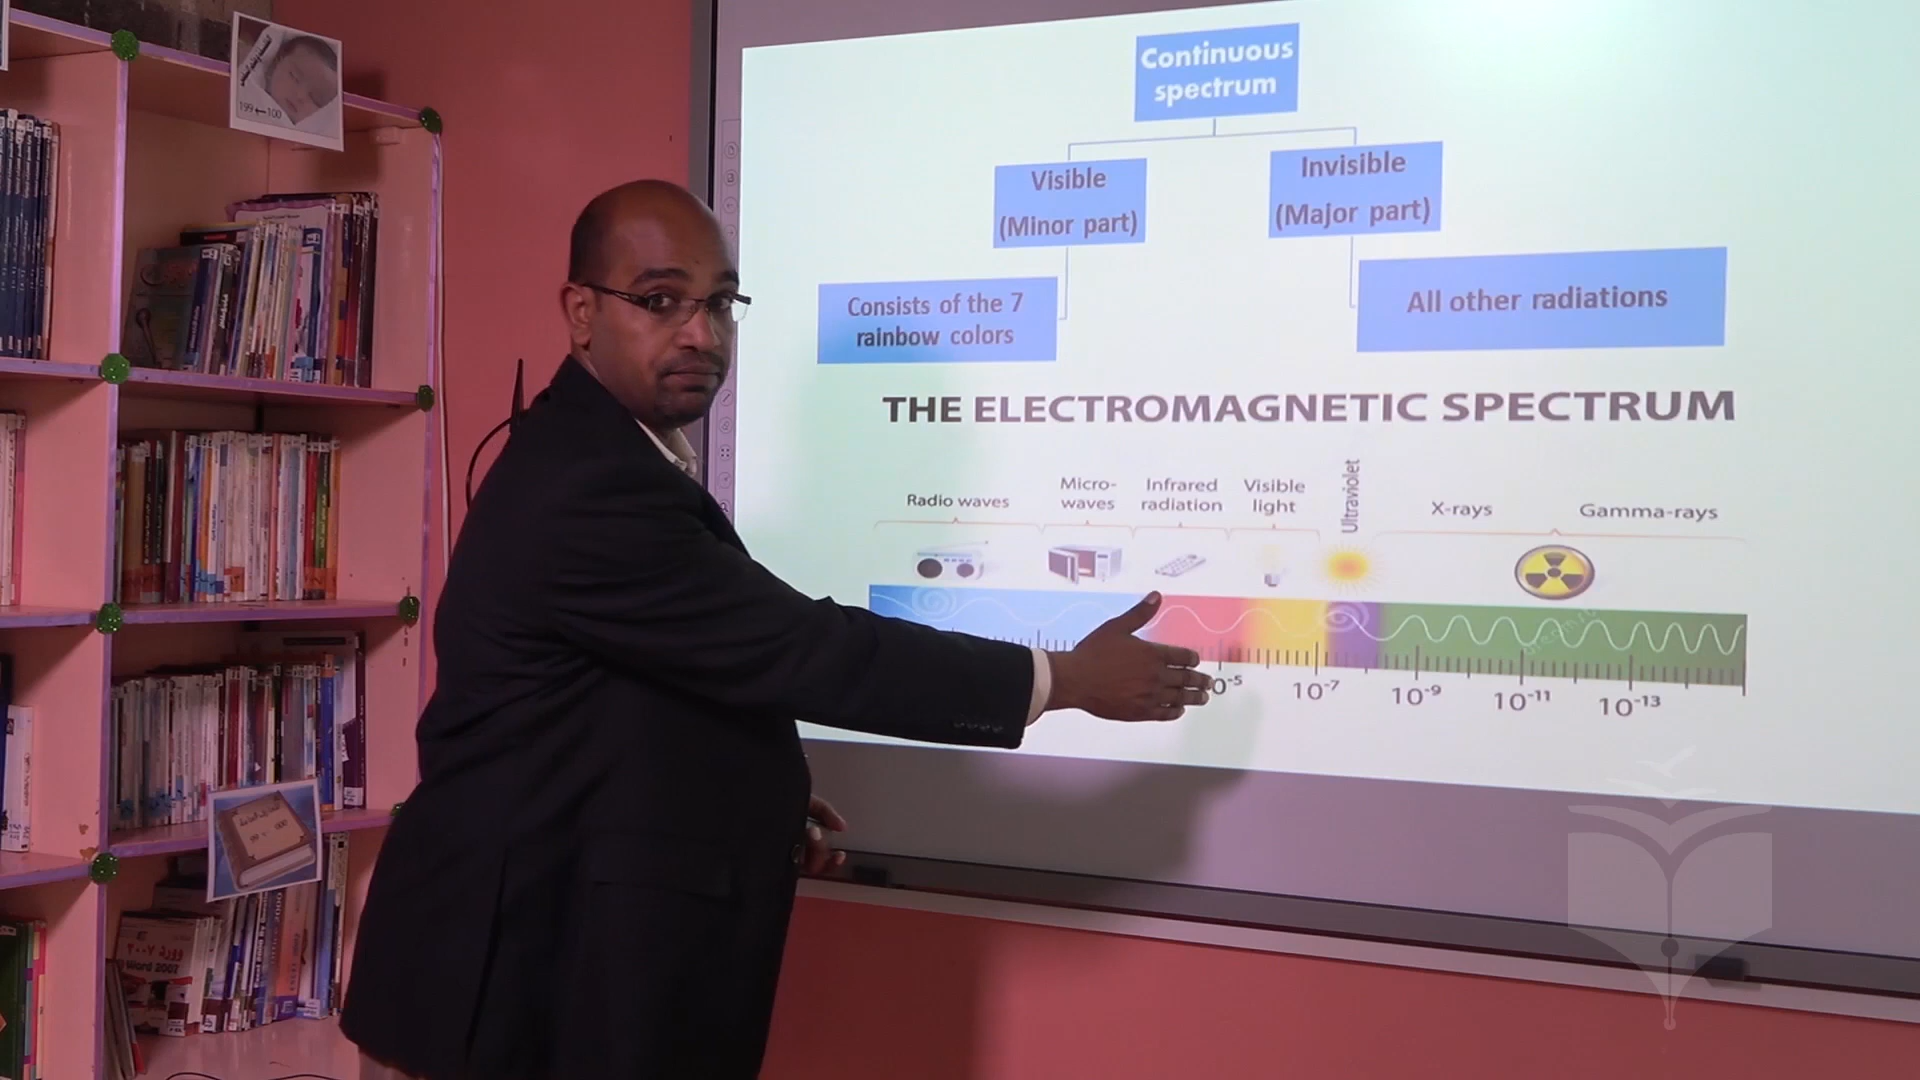 Continuous
spectrum
Visible
(Minor part)
Invisible
(Major part)
Consists of the 7
rainbow colors
All other radiations
THE ELECTROMAGNETIC SPECTRUM
Radio waves
Micro-
waves
Infrared
radiation
Visible
light
Ultraviolet
X-rays
Gamma-rays
10⁻⁷
10⁻⁹
10⁻¹¹
10⁻¹³
199 ← 100
Word 2007